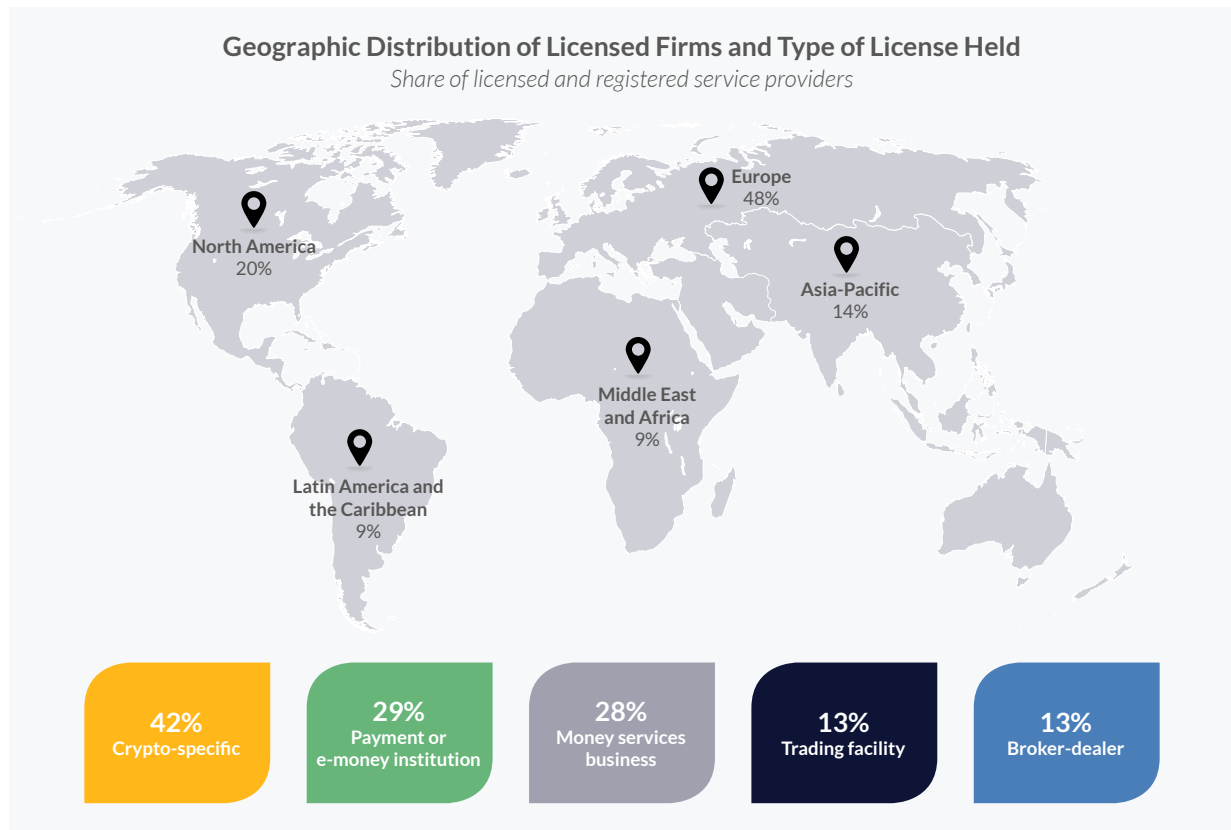 Geographic Distribution of Licensed Firms and Type of License Held
Share of licensed and registered service providers
Europe
48%
North America
20%
Asia-Pacific
14%
Middle East
and Africa
9%
Latin America and
the Caribbean
9%
42%
Crypto-specific
29%
Payment or
e-money institution
28%
Money services
business
13%
Trading facility
13%
Broker-dealer